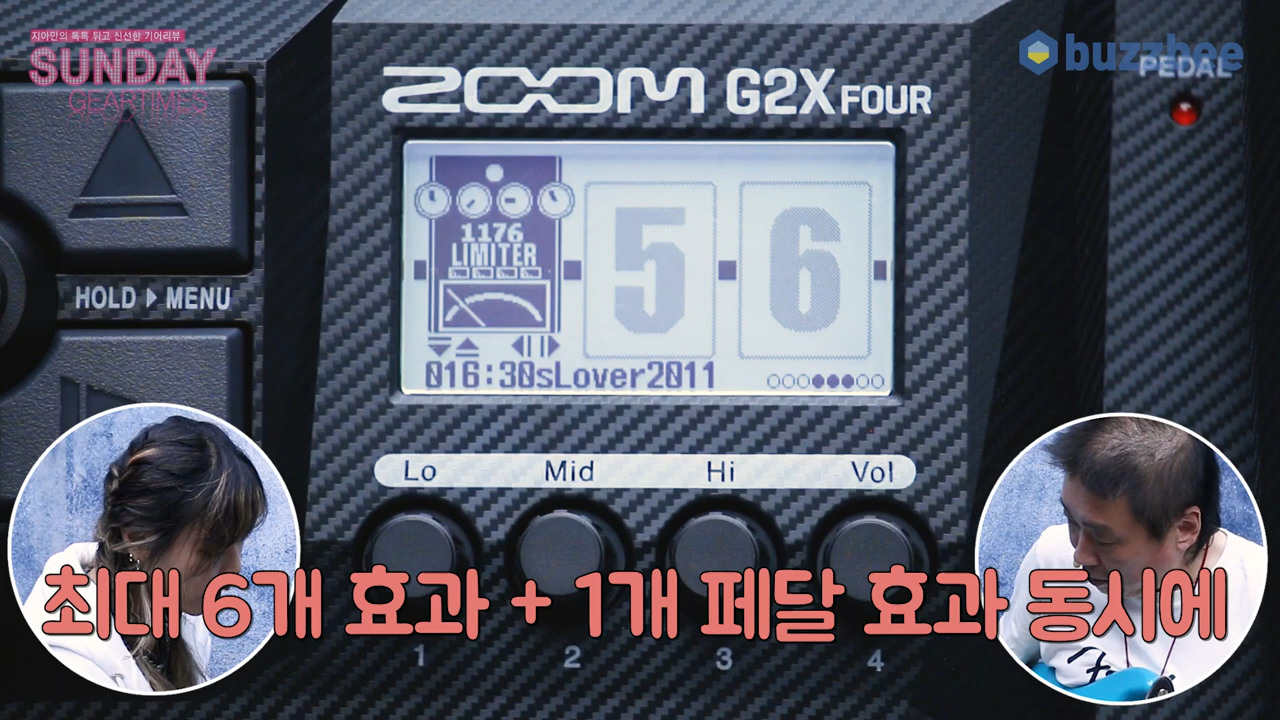 지아만의 톡톡 튀고 신선한 기어리뷰
SUNDAY
GEARTIMES
buzzbee
PEDAL
ZOOM G2X FOUR
1176
LIMITER
5
6
016:30sLover2011
HOLD MENU
Lo Mid Hi Vol
최대 6개 효과 + 1개 페달 효과 동시에
1 2 3 4